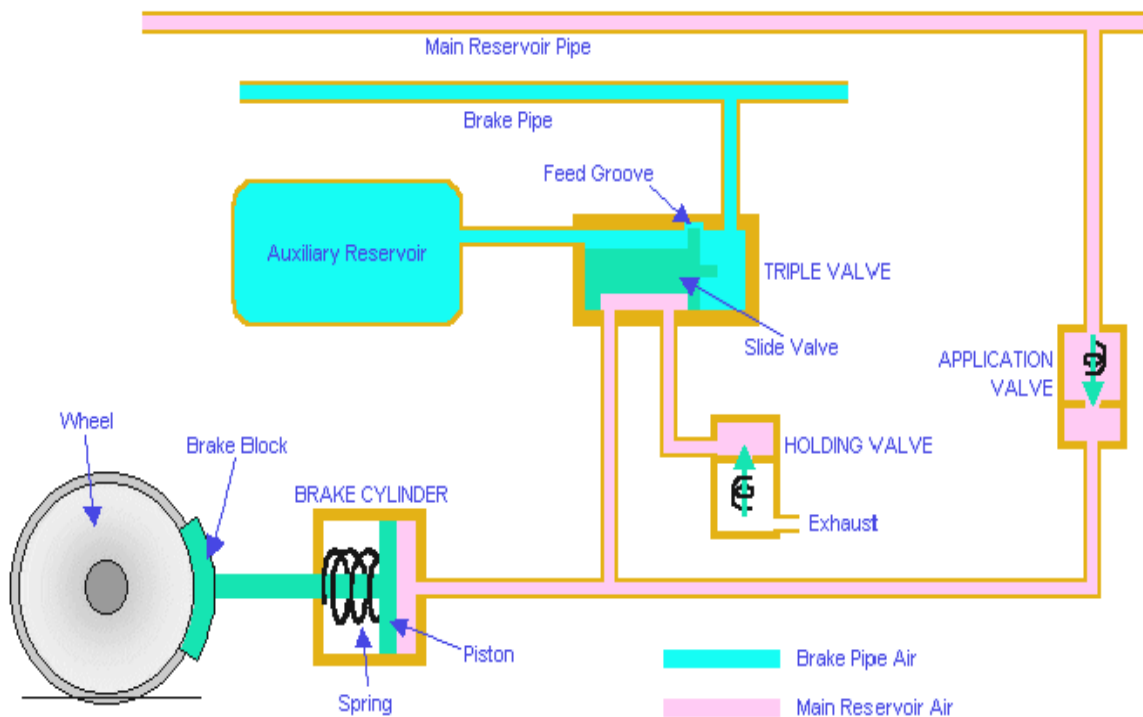 Main Reservoir Pipe
Brake Pipe
Feed Groove
Auxiliary Reservoir
TRIPLE VALVE
Slide Valve
APPLICATION
VALVE
Wheel
Brake Block
HOLDING VALVE
BRAKE CYLINDER
Exhaust
Piston
Spring
Brake Pipe Air
Main Reservoir Air